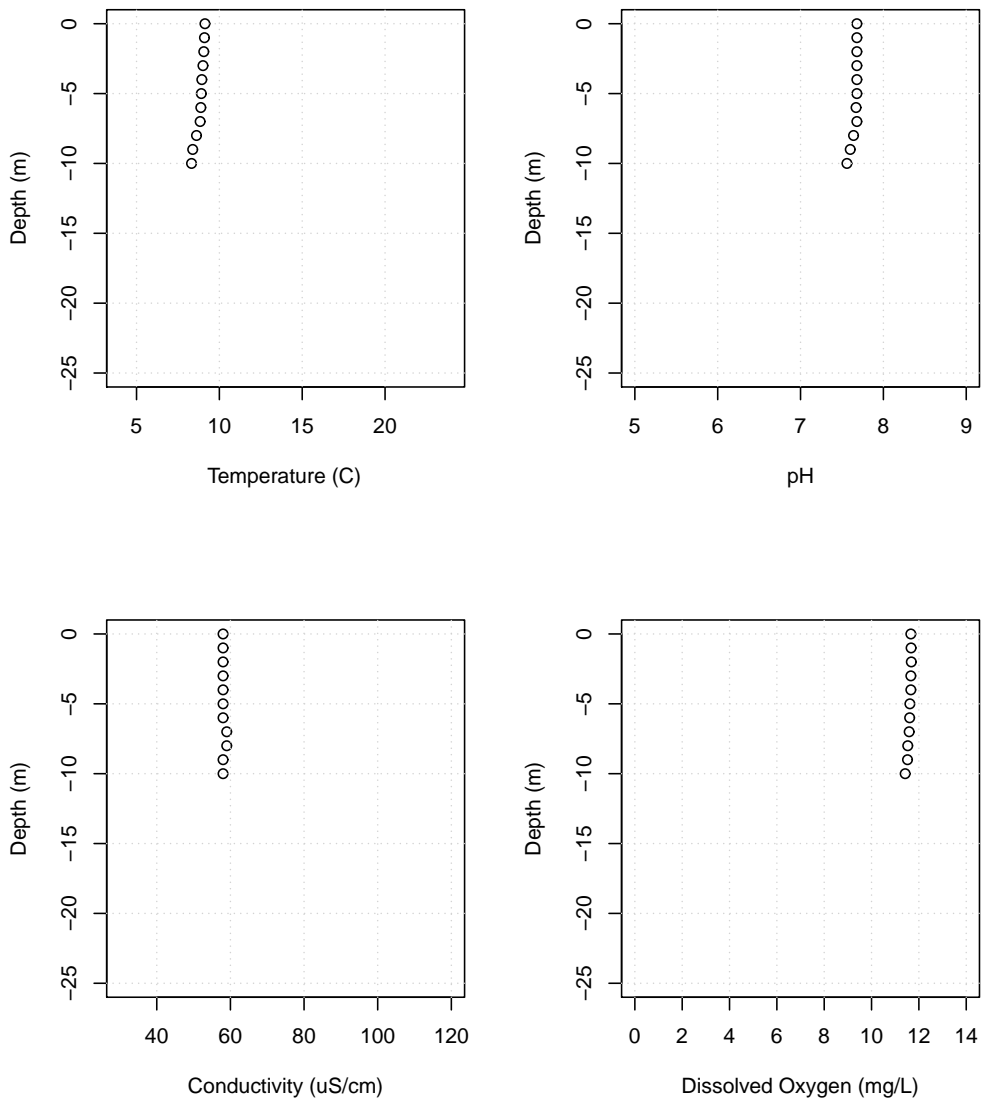 0
−5
−10
−15
−20
−25
Depth (m)
5 10 15 20
Temperature (C)
0
−5
−10
−15
−20
−25
Depth (m)
5 6 7 8 9
pH
0
−5
−10
−15
−20
−25
Depth (m)
40 60 80 100 120
Conductivity (uS/cm)
0
−5
−10
−15
−20
−25
Depth (m)
0 2 4 6 8 10 12 14
Dissolved Oxygen (mg/L)